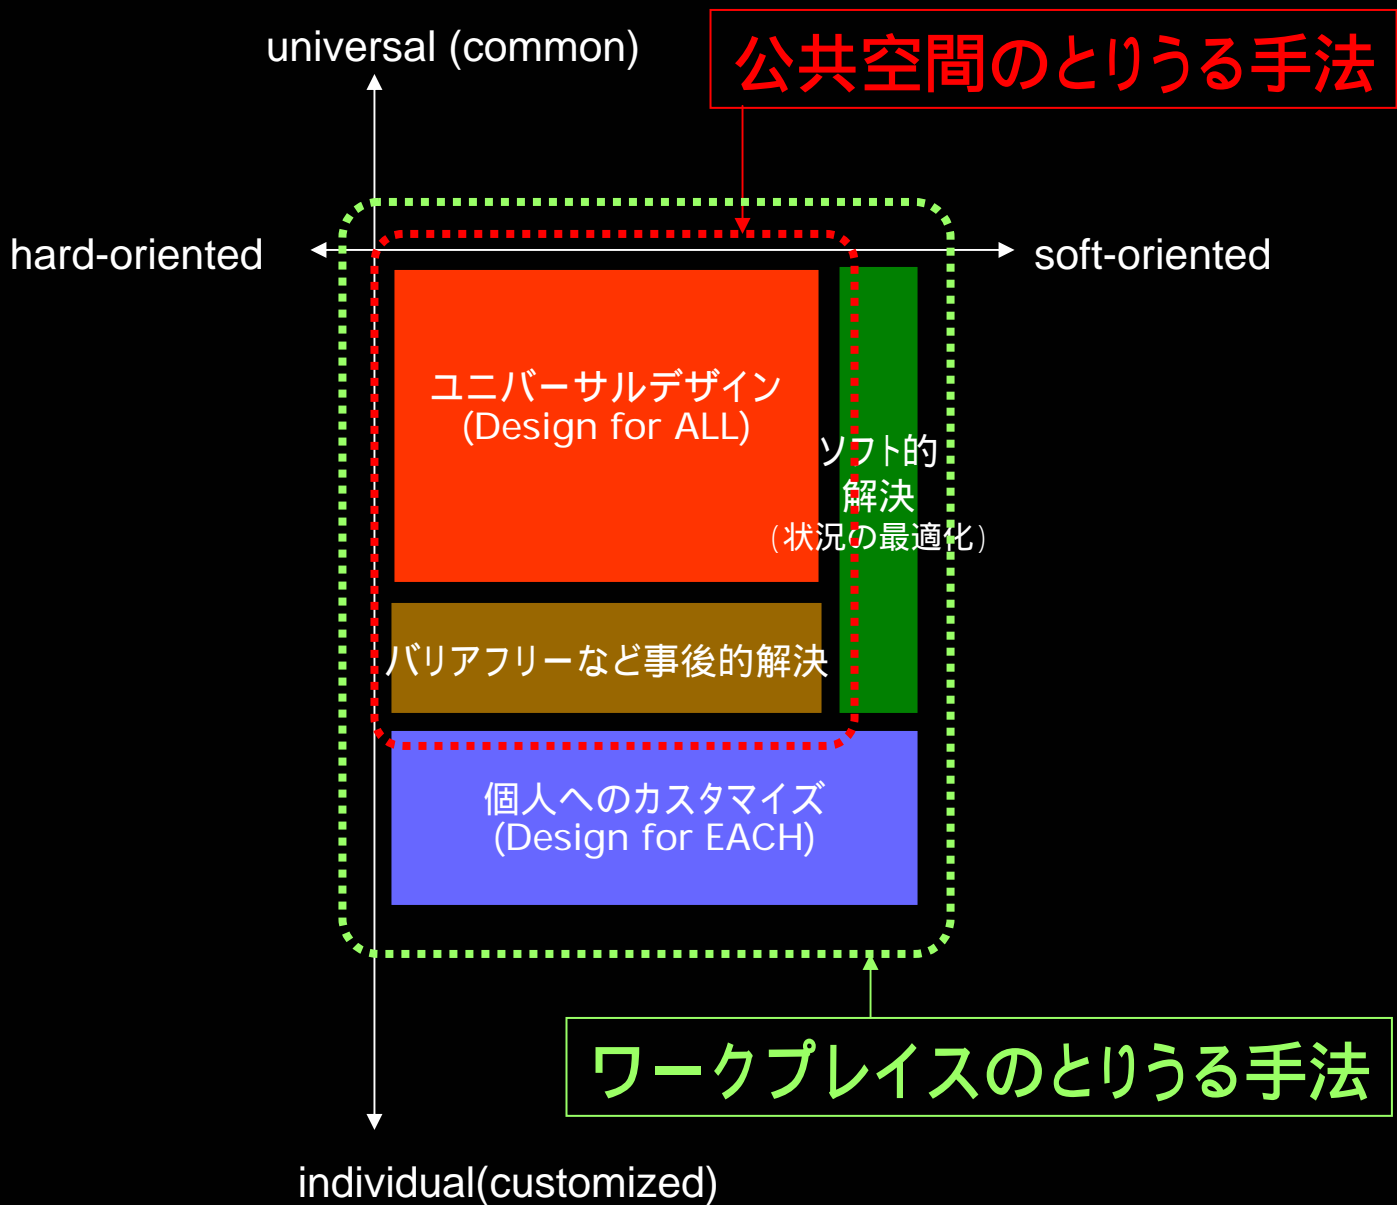 universal (common)
公共空間のとりうる手法
hard-oriented
soft-oriented
ユニバーサルデザイン
(Design for ALL)
ソフト的
解決
(状況の最適化)
バリアフリーなど事後的解決
個人へのカスタマイズ
(Design for EACH)
ワークプレイスのとりうる手法
individual(customized)